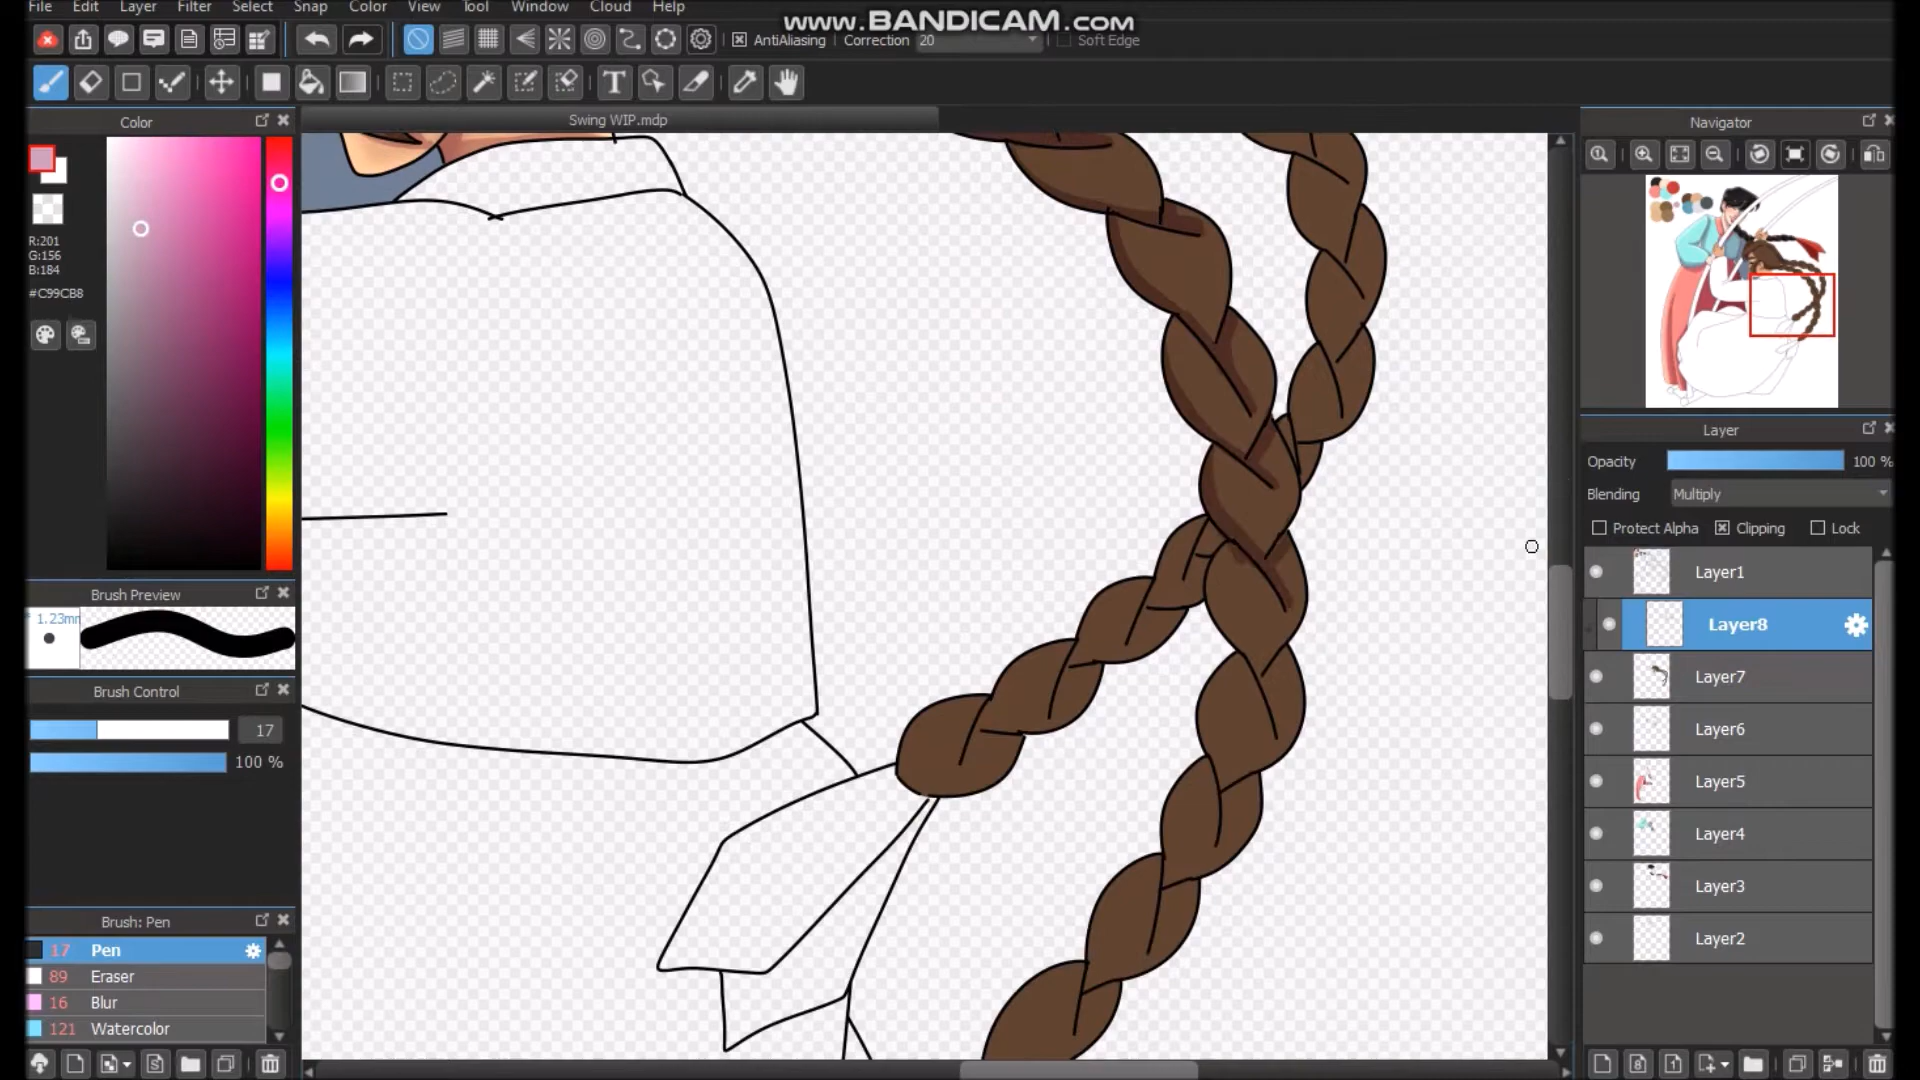 File Edit Layer Filter Select Snap Color View Tool Window Cloud Help
www.BANDICAM.com
AntiAliasing Correction 20 Soft Edge
T
Color
Swing WIP.mdp
Navigator
R:201
G:156
B:184
#C99CB8
Layer
Opacity 100 %
Blending Multiply
Protect Alpha Clipping Lock
Layer1
Layer8
Layer7
Layer6
Layer5
Layer4
Layer3
Layer2
Brush Preview
1.23mm
Brush Control
17
100 %
Brush: Pen
17 Pen
89 Eraser
16 Blur
121 Watercolor